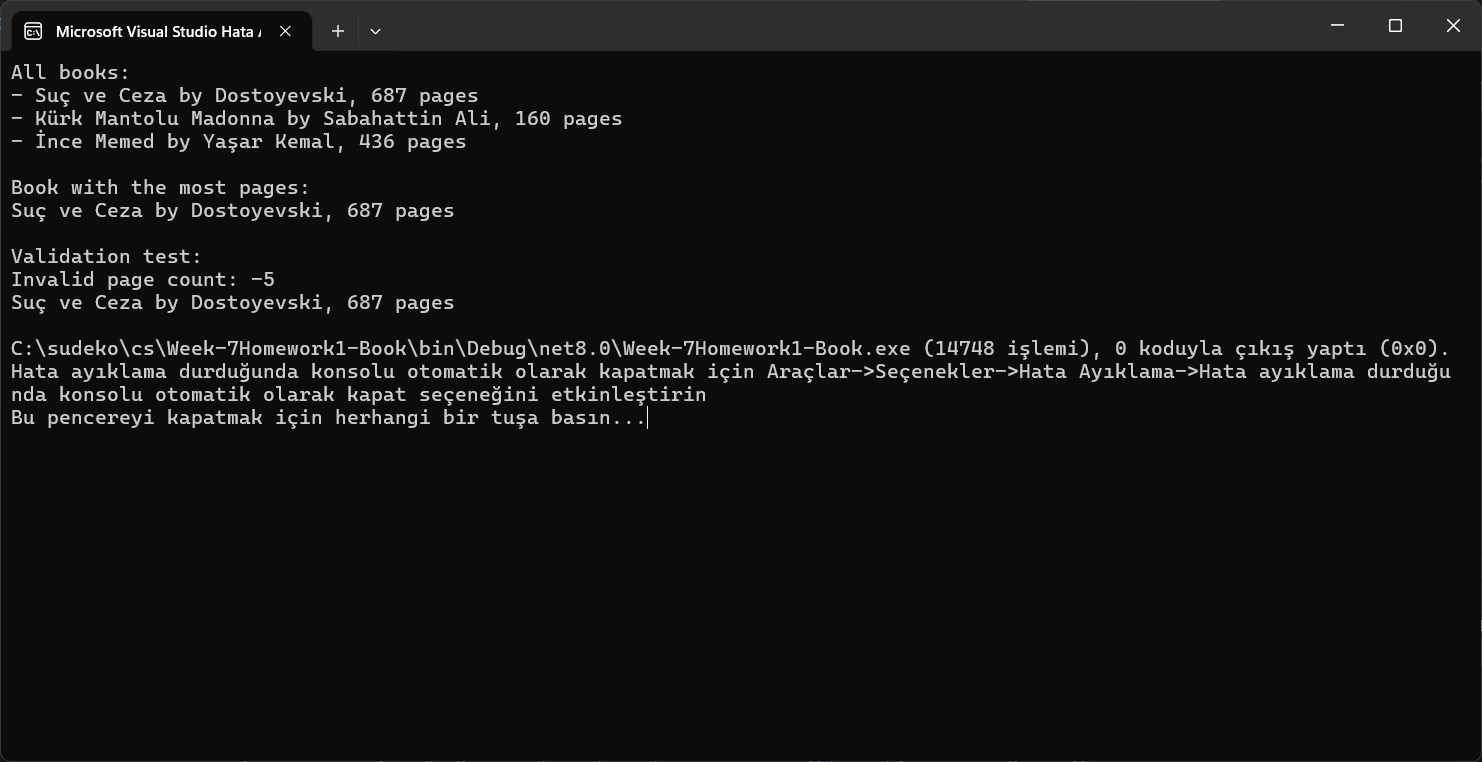 Microsoft Visual Studio Hata
All books:
- Suç ve Ceza by Dostoyevski, 687 pages
- Kürk Mantolu Madonna by Sabahattin Ali, 160 pages
- İnce Memed by Yaşar Kemal, 436 pages
Book with the most pages:
Suç ve Ceza by Dostoyevski, 687 pages
Validation test:
Invalid page count: -5
Suç ve Ceza by Dostoyevski, 687 pages
C:\sudeko\cs\Week-7Homework1-Book\bin\Debug\net8.0\Week-7Homework1-Book.exe (14748 işlemi), 0 koduyla çıkış yaptı (0x0).
Hata ayıklama durduğunda konsolu otomatik olarak kapatmak için Araçlar->Seçenekler->Hata Ayıklama->Hata ayıklama durduğu
nda konsolu otomatik olarak kapat seçeneğini etkinleştirin
Bu pencereyi kapatmak için herhangi bir tuşa basın...